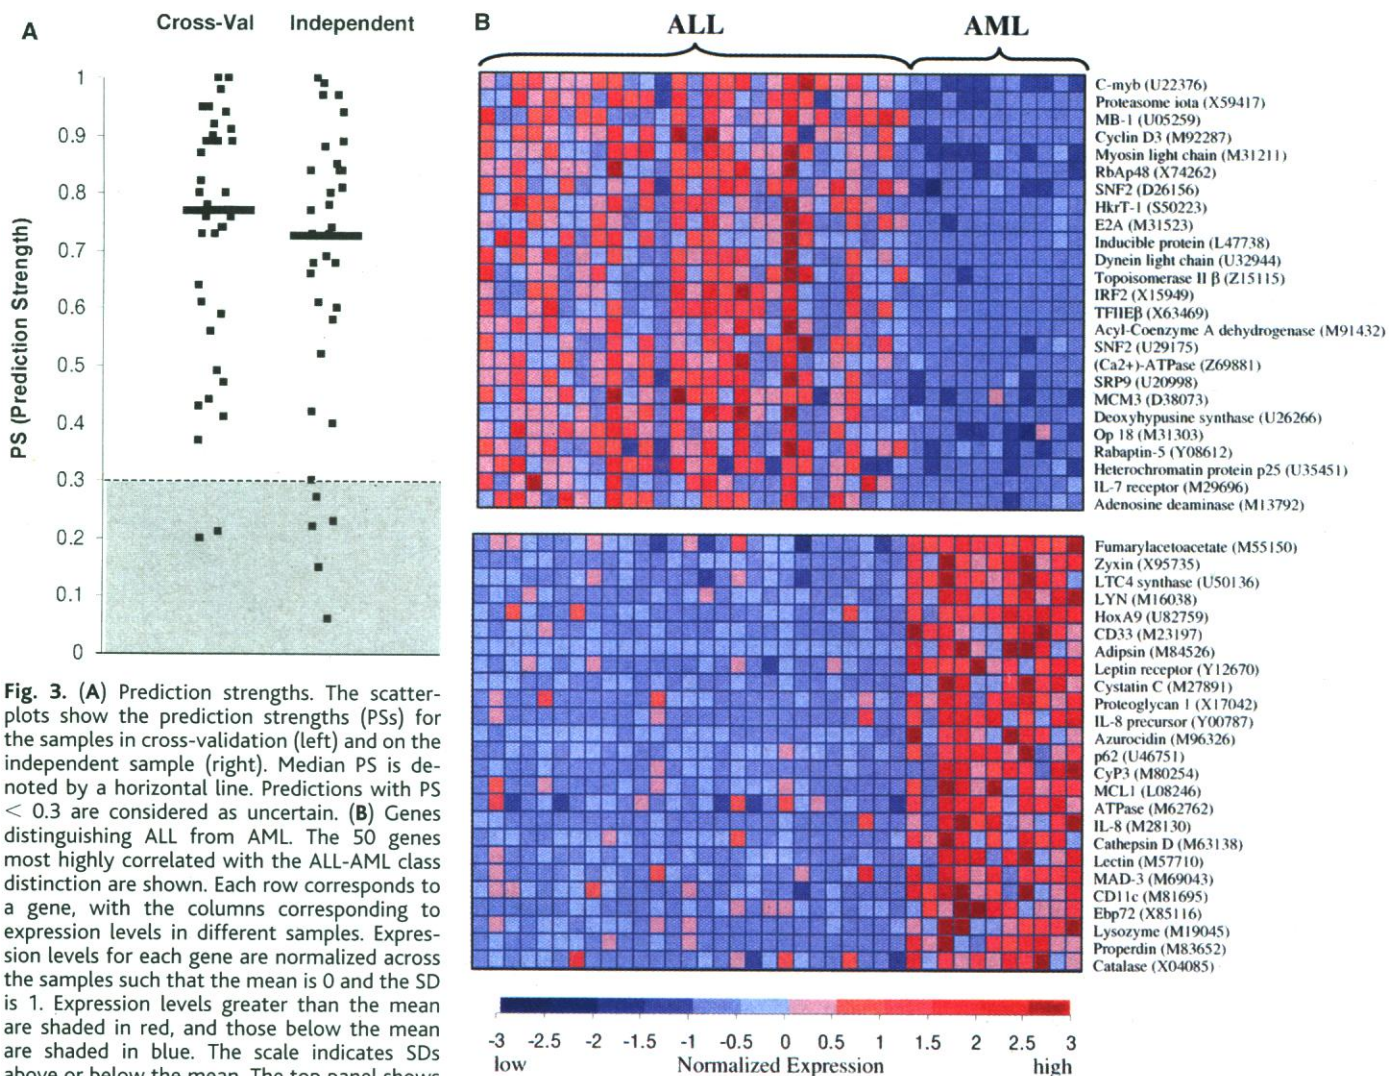 A
Cross-Val
Independent
PS (Prediction Strength)
1
0.9
0.8
0.7
0.6
0.5
0.4
0.3
0.2
0.1
0
Fig. 3. (A) Prediction strengths. The scatter-
plots show the prediction strengths (PSs) for
the samples in cross-validation (left) and on the
independent sample (right). Median PS is de-
noted by a horizontal line. Predictions with PS
< 0.3 are considered as uncertain. (B) Genes
distinguishing ALL from AML. The 50 genes
most highly correlated with the ALL-AML class
distinction are shown. Each row corresponds to
a gene, with the columns corresponding to
expression levels in different samples. Expres-
sion levels for each gene are normalized across
the samples such that the mean is 0 and the SD
is 1. Expression levels greater than the mean
are shaded in red, and those below the mean
are shaded in blue. The scale indicates SDs
above or below the mean. The top panel shows
B
ALL
AML
C-myb (U22376)
Proteasome iota (X59417)
MB-1 (U05259)
Cyclin D3 (M92287)
Myosin light chain (M31211)
RbAp48 (X74262)
SNF2 (D26156)
HkrT-1 (S50223)
E2A (M31523)
Inducible protein (L47738)
Dynein light chain (U32944)
Topoisomerase II β (Z15115)
IRF2 (X15949)
TFIIEβ (X63469)
Acyl-Coenzyme A dehydrogenase (M91432)
SNF2 (U29175)
(Ca2+)-ATPase (Z69881)
SRP9 (U20998)
MCM3 (D38073)
Deoxyhypusine synthase (U26266)
Op 18 (M31303)
Rabaptin-5 (Y08612)
Heterochromatin protein p25 (U35451)
IL-7 receptor (M29696)
Adenosine deaminase (M13792)
Fumarylacetoacetate (M55150)
Zyxin (X95735)
LTC4 synthase (U50136)
LYN (M16038)
HoxA9 (U82759)
CD33 (M23197)
Adipsin (M84526)
Leptin receptor (Y12670)
Cystatin C (M27891)
Proteoglycan 1 (X17042)
IL-8 precursor (Y00787)
Azurocidin (M96326)
p62 (U46751)
CyP3 (M80254)
MCL1 (L08246)
ATPase (M62762)
IL-8 (M28130)
Cathepsin D (M63138)
Lectin (M57710)
MAD-3 (M69043)
CD11c (M81695)
Ebp72 (X85116)
Lysozyme (M19045)
Properdin (M83652)
Catalase (X04085)
-3 -2.5 -2 -1.5 -1 -0.5 0 0.5 1 1.5 2 2.5 3
low Normalized Expression high